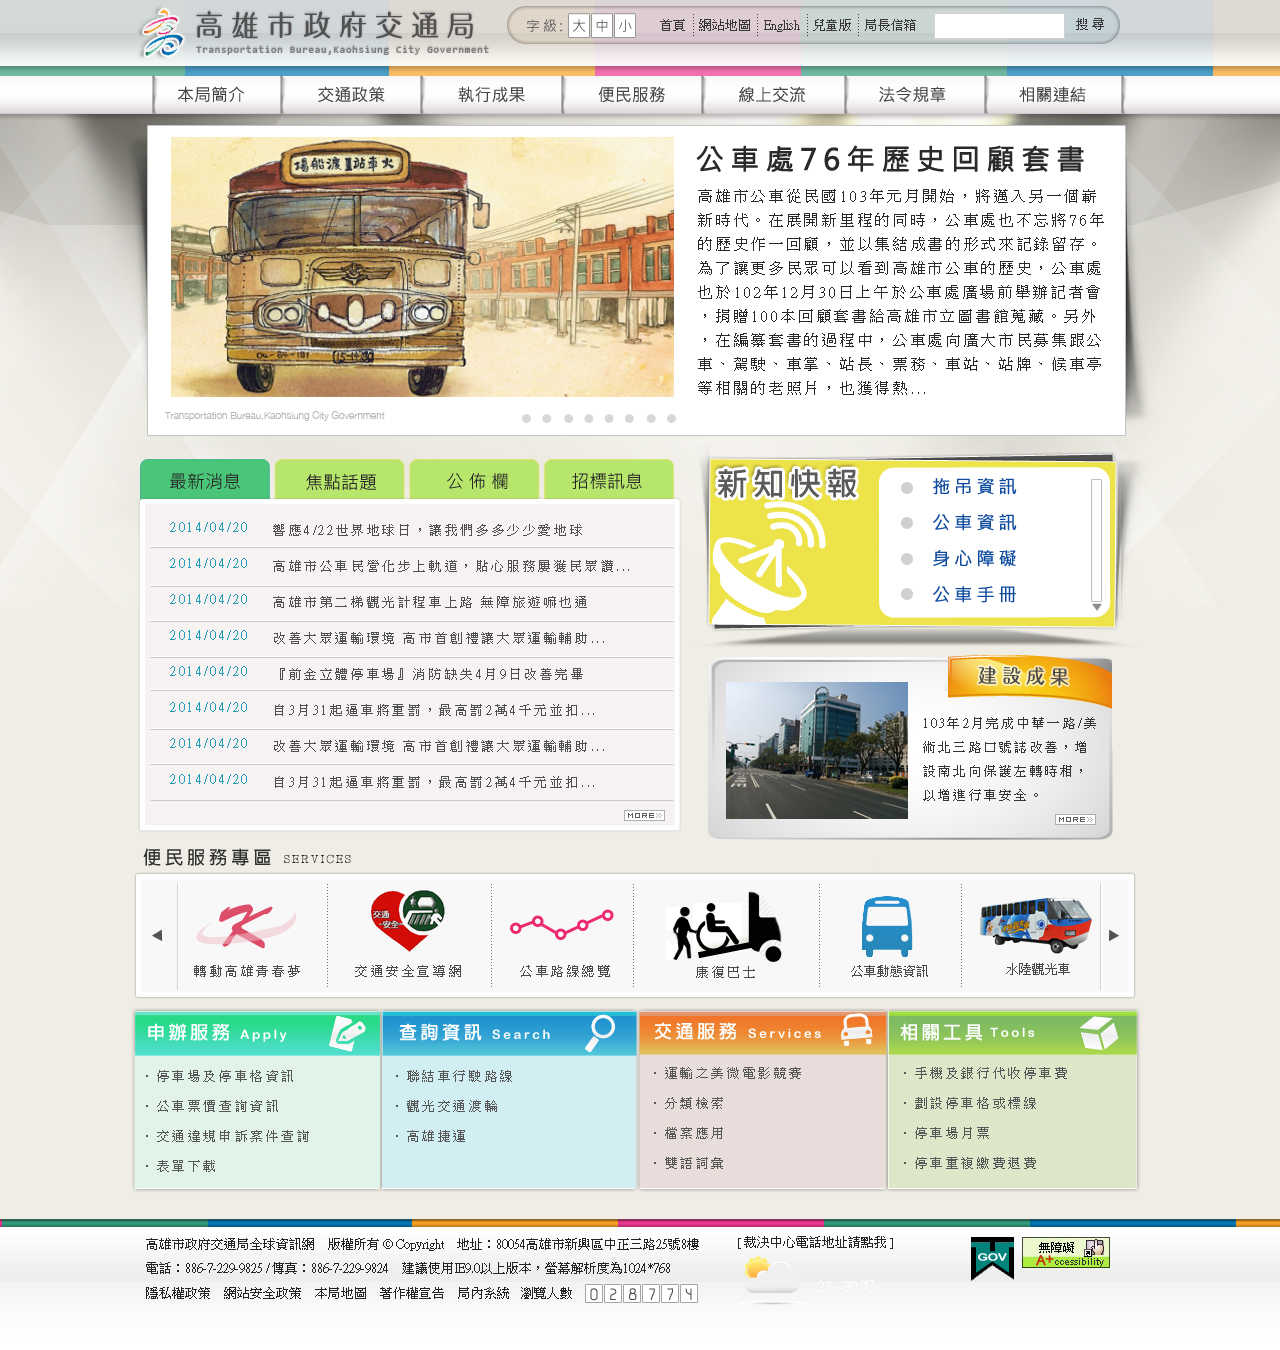 高雄市政府交通局
Transportation Bureau,Kaohsiung City Government
字級: 大 中 小
首頁 網站地圖 English 兒童版 局長信箱 搜尋
本局簡介 交通政策 執行成果 便民服務 線上交流 法令規章 相關連結
場船渡鼓站車火
公車處76年歷史回顧套書
高雄市公車從民國103年元月開始，將邁入另一個嶄
新時代。在展開新里程的同時，公車處也不忘將76年
的歷史作一回顧，並以集結成書的形式來記錄留存。
為了讓更多民眾可以看到高雄市公車的歷史，公車處
也於102年12月30日上午於公車處廣場前舉辦記者會
，捐贈100本回顧套書給高雄市立圖書館蒐藏。另外
，在編纂套書的過程中，公車處向廣大市民募集跟公
車、駕駛、車掌、站長、票務、車站、站牌、候車亭
等相關的老照片，也獲得熱...
Transportation Bureau,Kaohsiung City Government
最新消息 焦點話題 公佈欄 招標訊息
2014/04/20 響應4/22世界地球日，讓我們多多少少愛地球
2014/04/20 高雄市公車民營化步上軌道，貼心服務屢獲民眾讚...
2014/04/20 高雄市第二梯觀光計程車上路 無障旅遊嘛也通
2014/04/20 改善大眾運輸環境 高市首創禮讓大眾運輸輔助...
2014/04/20 『前金立體停車場』消防缺失4月9日改善完畢
2014/04/20 自3月31起逼車將重罰，最高罰2萬4千元並扣...
2014/04/20 改善大眾運輸環境 高市首創禮讓大眾運輸輔助...
2014/04/20 自3月31起逼車將重罰，最高罰2萬4千元並扣...
MORE
新知快報
拖吊資訊
公車資訊
身心障礙
公車手冊
建設成果
103年2月完成中華一路/美
術北三路口號誌改善，增
設南北向保護左轉時相，
以增進行車安全。
MORE
便民服務專區 SERVICES
交通
安全
轉動高雄青春夢 交通安全宣導網 公車路線總覽 康復巴士 公車動態資訊 水陸觀光車
申辦服務 Apply
・停車場及停車格資訊
・公車票價查詢資訊
・交通違規申訴案件查詢
・表單下載
查詢資訊 Search
・聯結車行駛路線
・觀光交通渡輪
・高雄捷運
交通服務 Services
・運輸之美微電影競賽
・分類檢索
・檔案應用
・雙語詞彙
相關工具 Tools
・手機及銀行代收停車費
・劃設停車格或標線
・停車場月票
・停車重複繳費退費
高雄市政府交通局全球資訊網 版權所有 © Copyright 地址：80054高雄市新興區中正三路25號8樓
電話：886-7-229-9825 / 傳真：886-7-229-9824 建議使用IE9.0以上版本，螢幕解析度為1024*768
隱私權政策 網站安全政策 本局地圖 著作權宣告 局內系統 瀏覽人數 028774
[ 裁決中心電話地址請點我 ]
23~30 ℃
GOV
無障礙
A+ccessibility